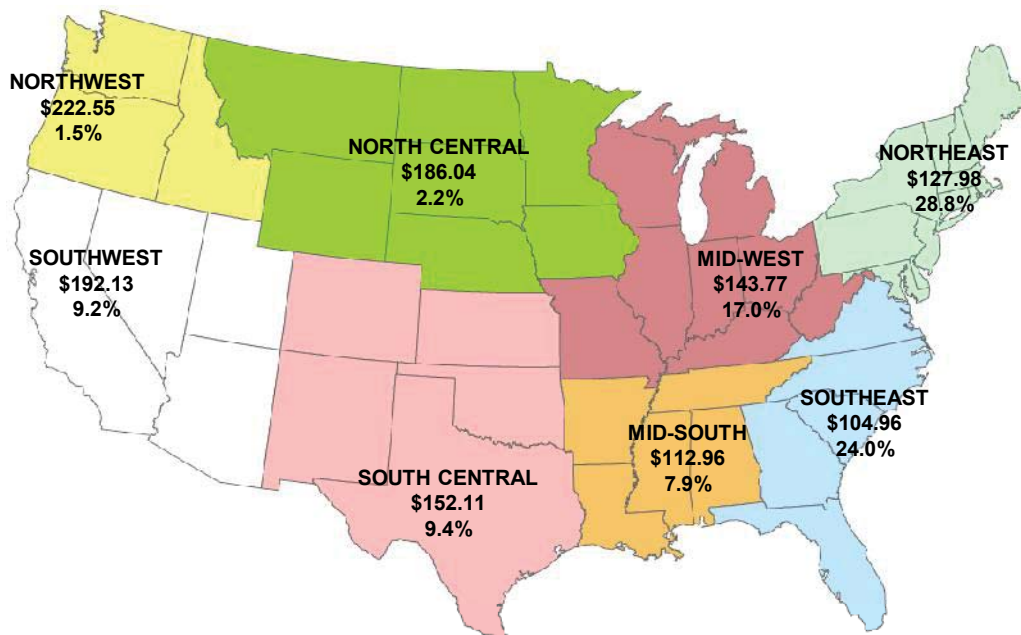 NORTHWEST
$222.55
1.5%
NORTH CENTRAL
$186.04
2.2%
NORTHEAST
$127.98
28.8%
SOUTHWEST
$192.13
9.2%
MID-WEST
$143.77
17.0%
SOUTHEAST
$104.96
24.0%
MID-SOUTH
$112.96
7.9%
SOUTH CENTRAL
$152.11
9.4%